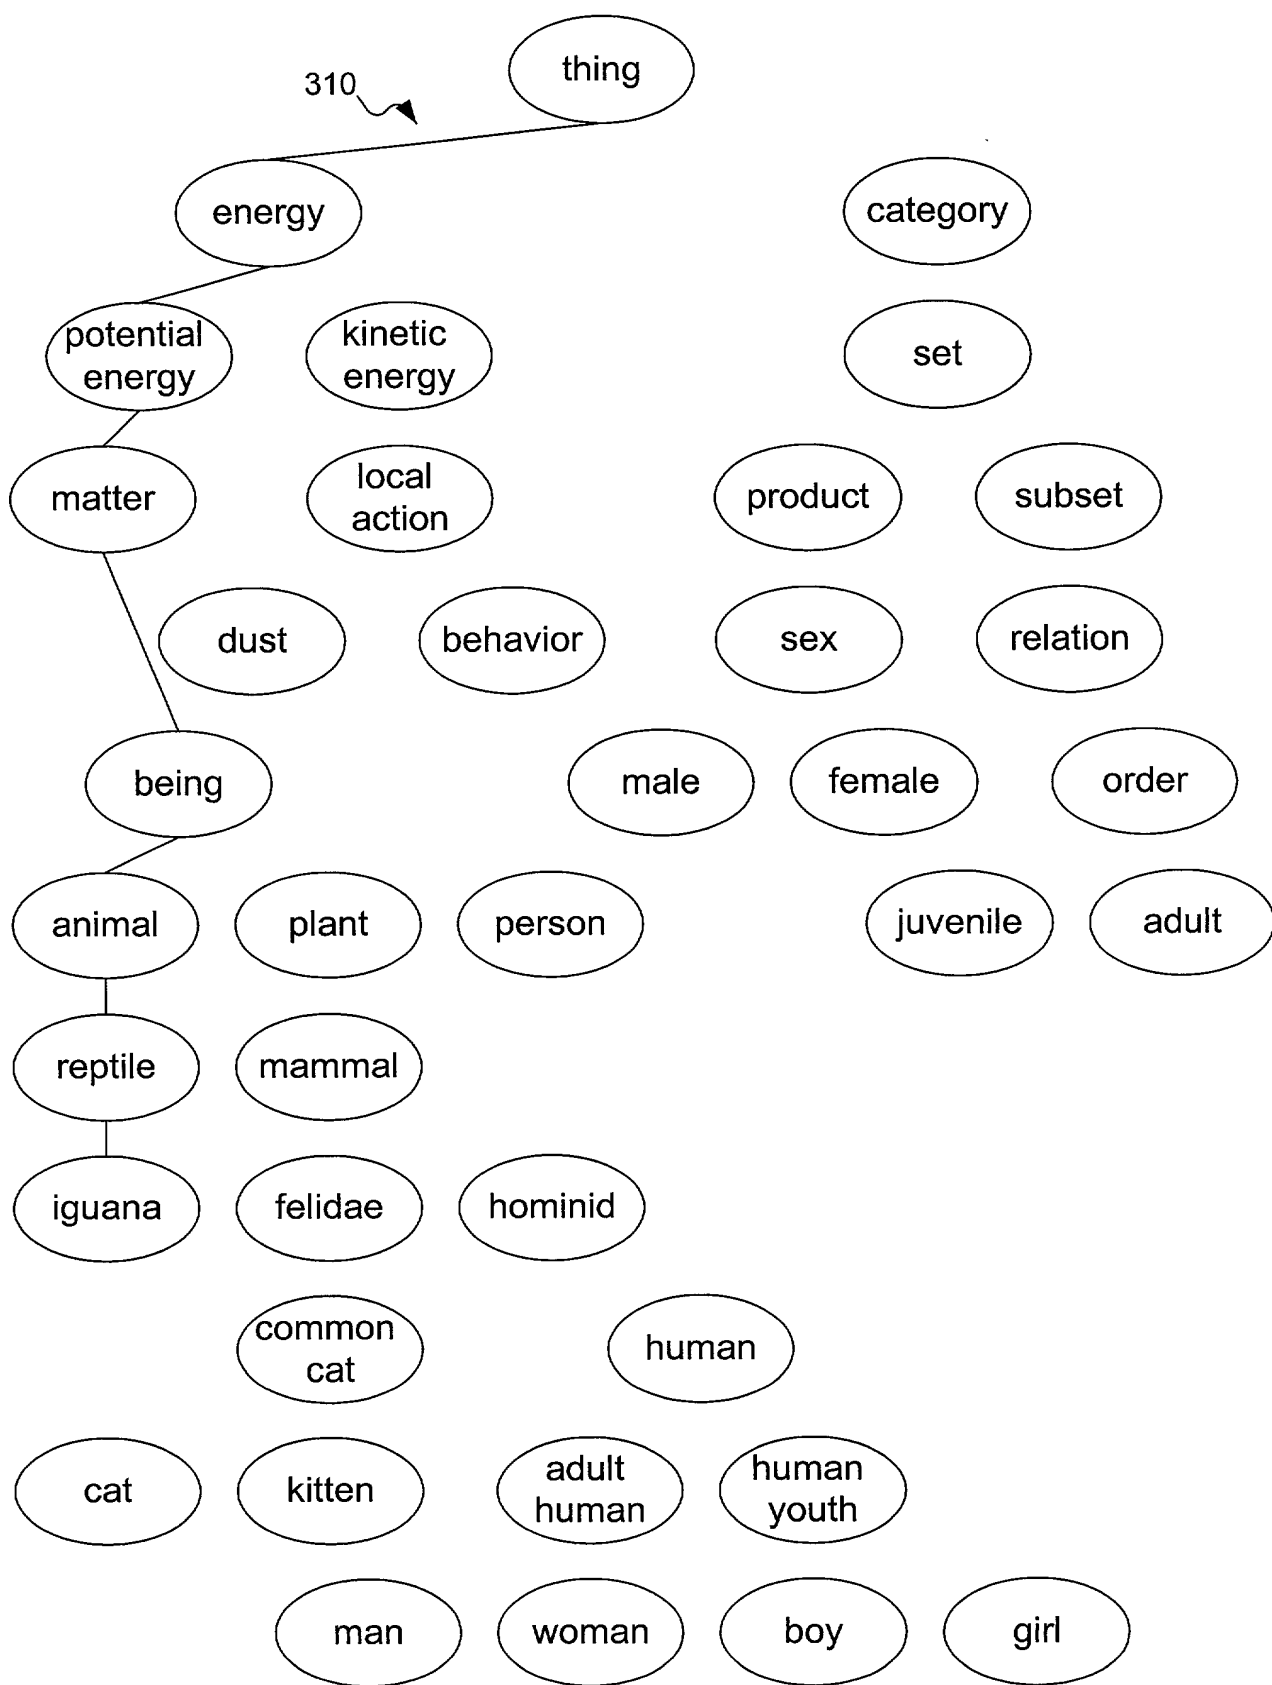 thing
310
energy
category
potential
energy
kinetic
energy
set
matter
local
action
product
subset
dust
behavior
sex
relation
being
male
female
order
animal
plant
person
juvenile
adult
reptile
mammal
iguana
felidae
hominid
common
cat
human
cat
kitten
adult
human
human
youth
man
woman
boy
girl